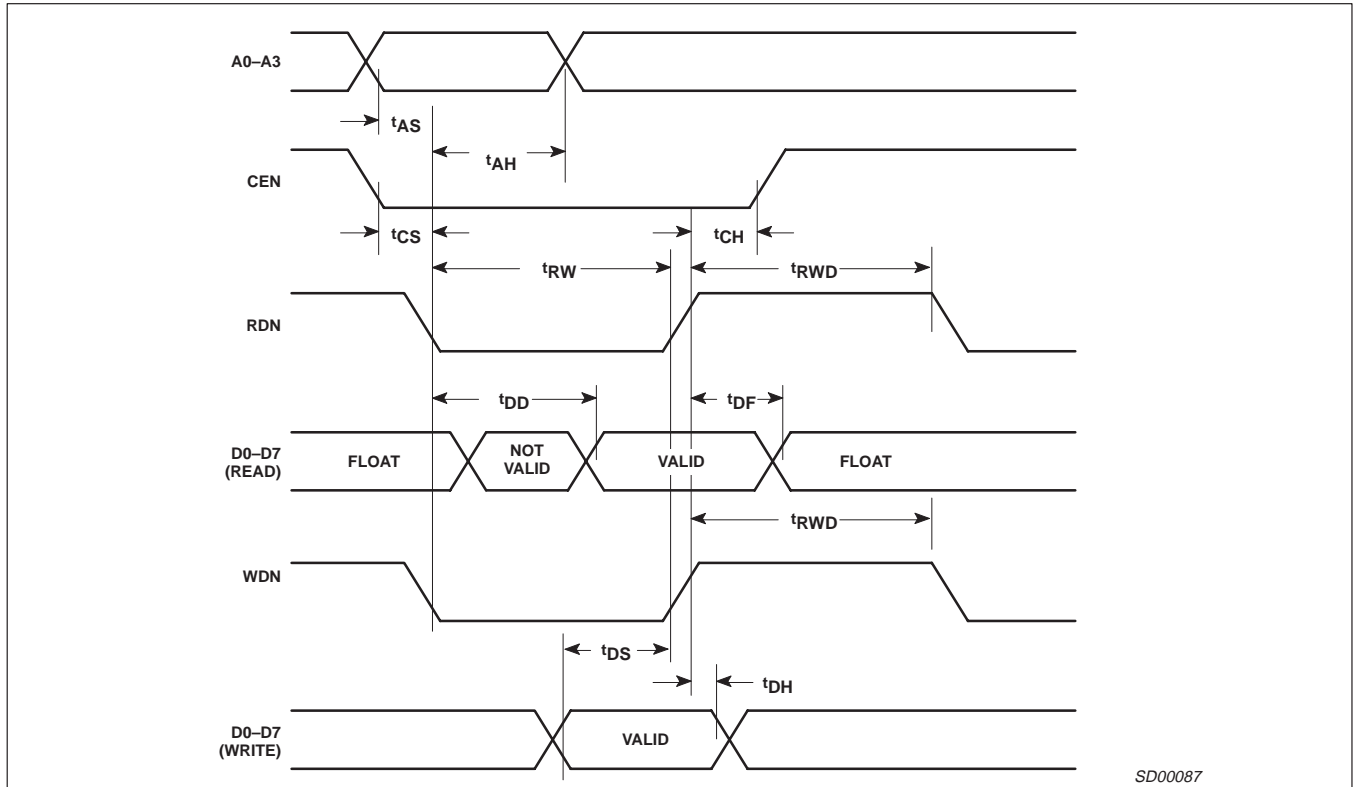 A0–A3
tAS
tAH
CEN
tCS
tCH
tRW
tRWD
RDN
tDD
tDF
D0–D7
(READ)
FLOAT
NOT
VALID
VALID
FLOAT
tRWD
WDN
tDS
tDH
D0–D7
(WRITE)
VALID
SD00087